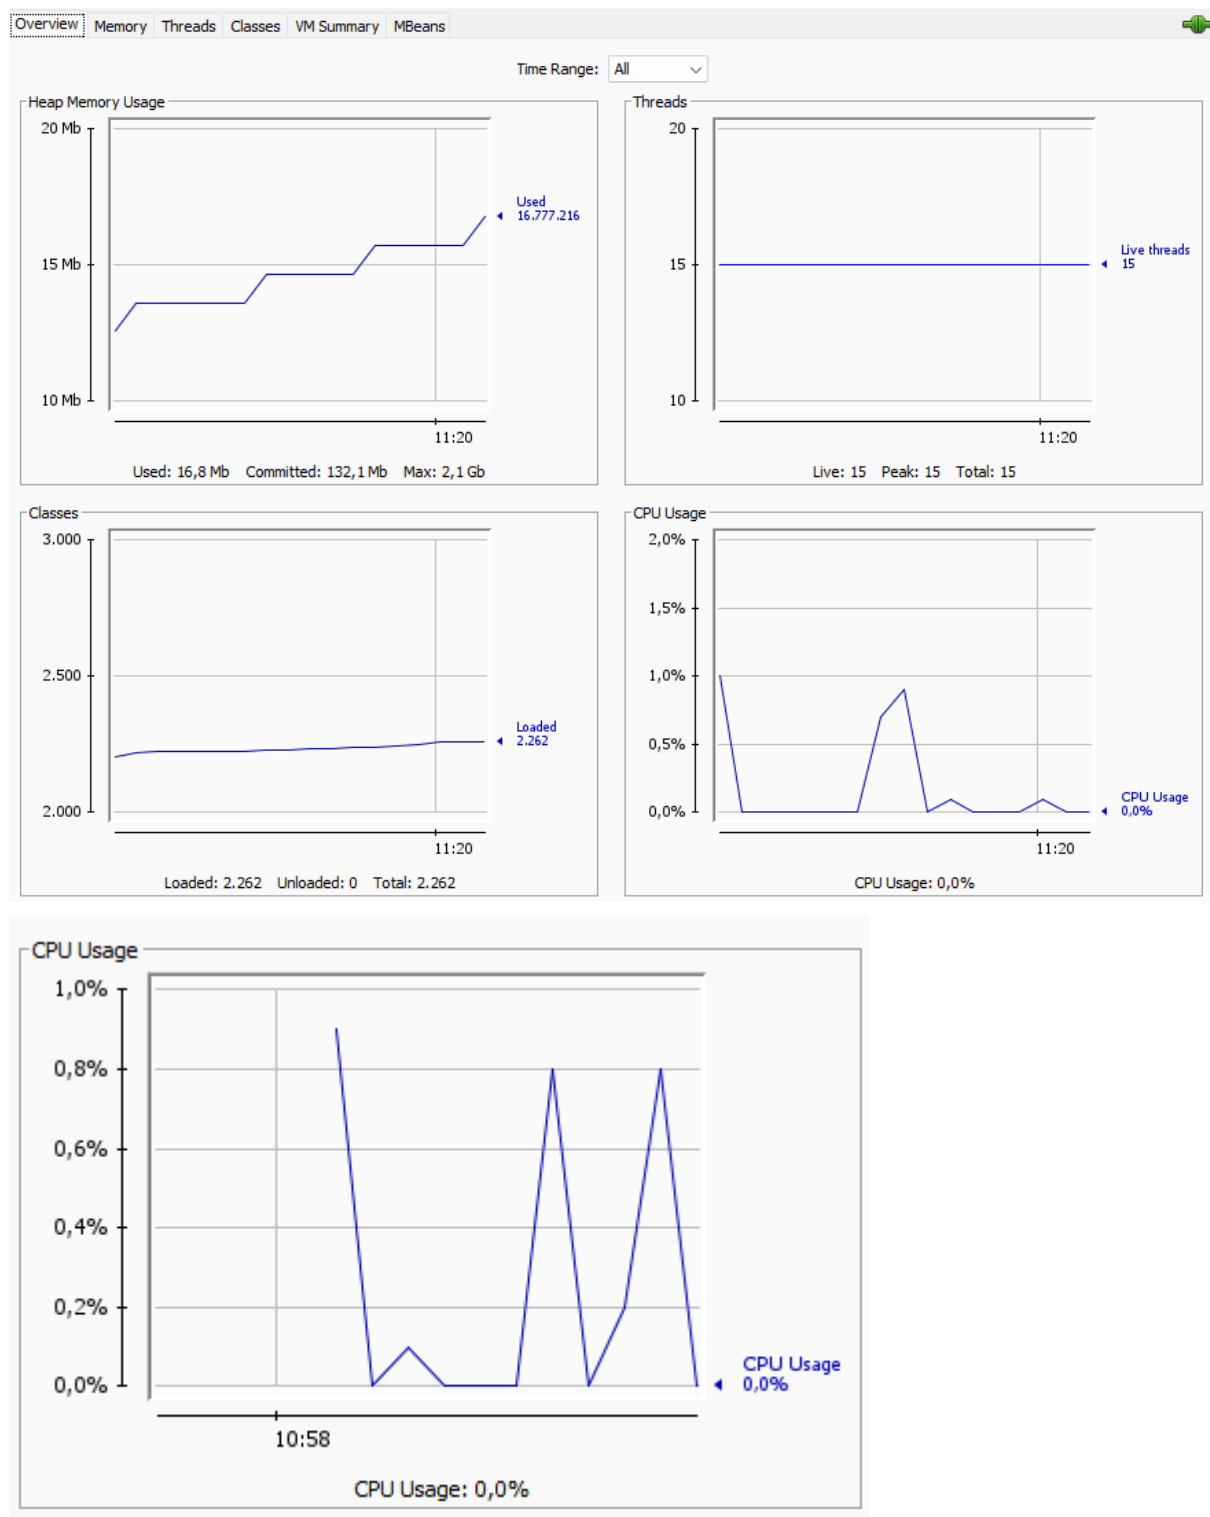 Overview Memory Threads Classes VM Summary MBeans
Time Range: All
Heap Memory Usage
20 Mb
15 Mb
10 Mb
Used
16.777.216
11:20
Used: 16,8 Mb Committed: 132,1 Mb Max: 2,1 Gb
Threads
20
15
10
Live threads
15
11:20
Live: 15 Peak: 15 Total: 15
Classes
3.000
2.500
2.000
Loaded
2.262
11:20
Loaded: 2.262 Unloaded: 0 Total: 2.262
CPU Usage
2,0%
1,5%
1,0%
0,5%
0,0%
CPU Usage
0,0%
11:20
CPU Usage: 0,0%
CPU Usage
1,0%
0,8%
0,6%
0,4%
0,2%
0,0%
CPU Usage
0,0%
10:58
CPU Usage: 0,0%